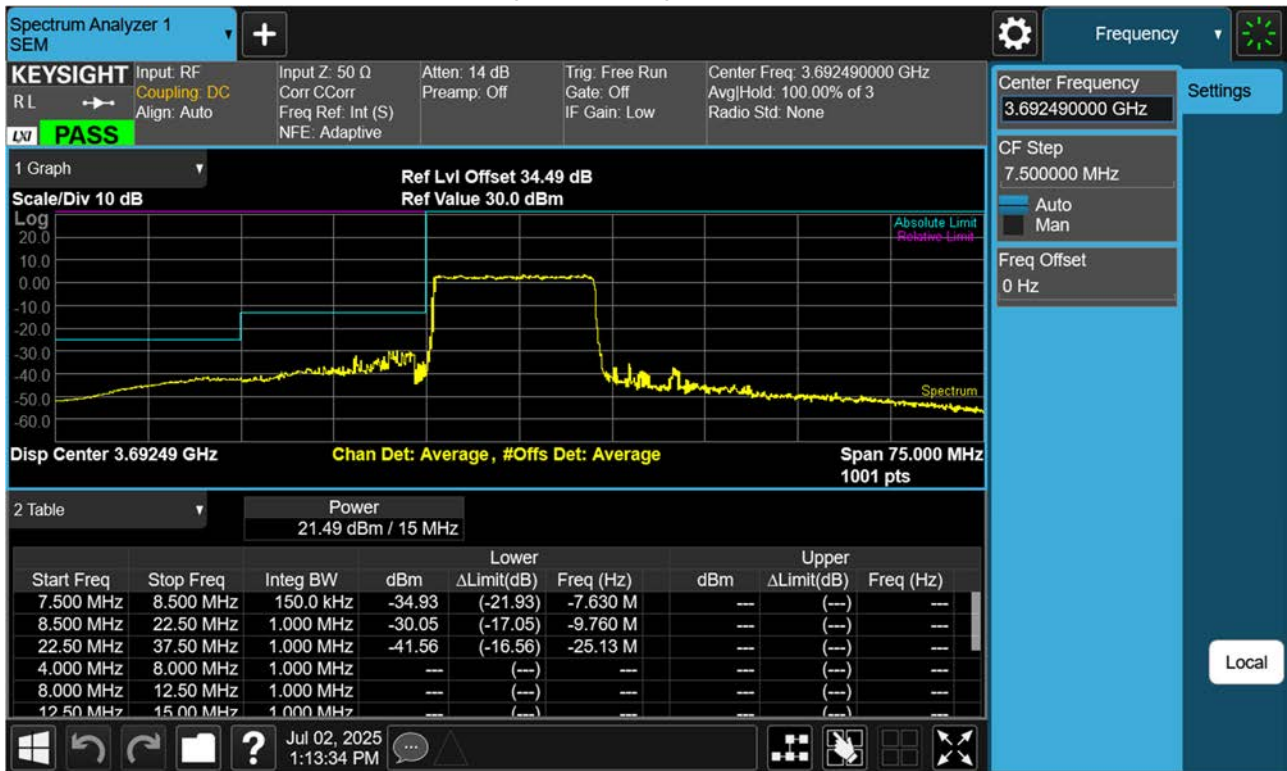 Spectrum Analyzer 1
SEM
Frequency
KEYSIGHT
R L
LXI
PASS
Input: RF
Coupling: DC
Align: Auto
Input Z: 50 Ω
Corr CCorr
Freq Ref: Int (S)
NFE: Adaptive
Atten: 14 dB
Preamp: Off
Trig: Free Run
Gate: Off
IF Gain: Low
Center Freq: 3.692490000 GHz
Avg|Hold: 100.00% of 3
Radio Std: None
Center Frequency
3.692490000 GHz
Settings
CF Step
7.500000 MHz
Auto
Man
Freq Offset
0 Hz
Local
1 Graph
Scale/Div 10 dB
Ref Lvl Offset 34.49 dB
Ref Value 30.0 dBm
Log
20.0
10.0
0.00
-10.0
-20.0
-30.0
-40.0
-50.0
-60.0
Absolute Limit
Relative Limit
Spectrum
Disp Center 3.69249 GHz
Chan Det: Average, #Offs Det: Average
Span 75.000 MHz
1001 pts
2 Table
Power
21.49 dBm / 15 MHz
Lower Upper
Start Freq Stop Freq Integ BW dBm ΔLimit(dB) Freq (Hz) dBm ΔLimit(dB) Freq (Hz)
7.500 MHz 8.500 MHz 150.0 kHz -34.93 (-21.93) -7.630 M --- (---) ---
8.500 MHz 22.50 MHz 1.000 MHz -30.05 (-17.05) -9.760 M --- (---) ---
22.50 MHz 37.50 MHz 1.000 MHz -41.56 (-16.56) -25.13 M --- (---) ---
4.000 MHz 8.000 MHz 1.000 MHz --- (---) --- --- (---) ---
8.000 MHz 12.50 MHz 1.000 MHz --- (---) --- --- (---) ---
12.50 MHz 15.00 MHz 1.000 MHz --- (---) --- --- (---) ---
?
Jul 02, 2025
1:13:34 PM